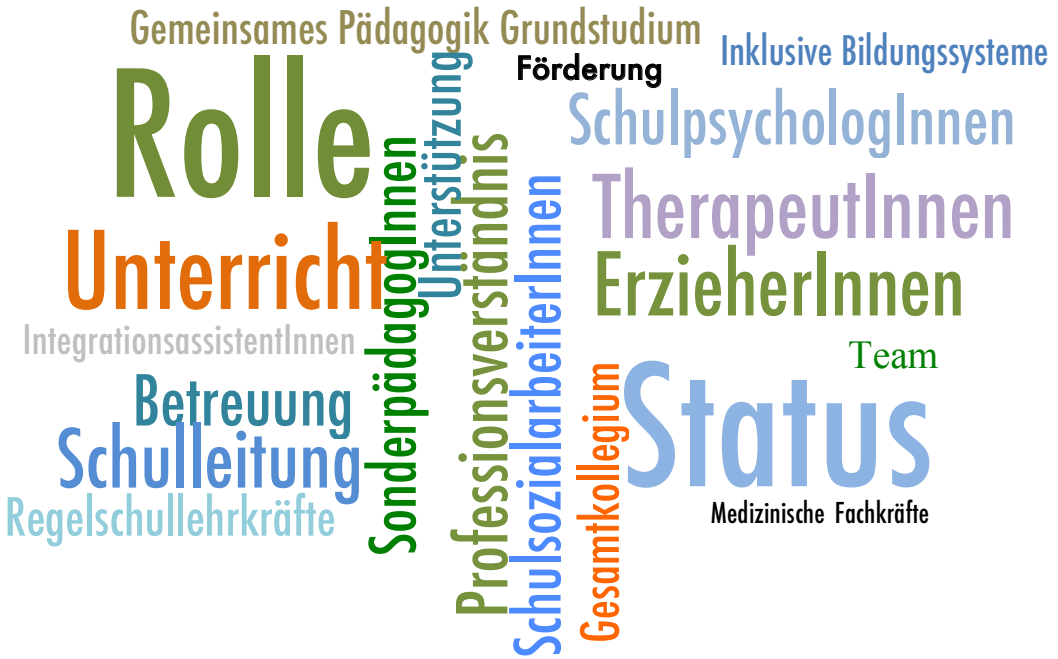 Gemeinsames Pädagogik Grundstudium
Inklusive Bildungssysteme
Förderung
Rolle
Unterstützung
SchulpsychologInnen
SonderpädagogInnen
Professionsverständnis
SchulsozialarbeiterInnen
TherapeutInnen
Unterricht
ErzieherInnen
IntegrationsassistentInnen
Team
Betreuung
Gesamtkollegium
Status
Schulleitung
Regelschullehrkräfte
Medizinische Fachkräfte